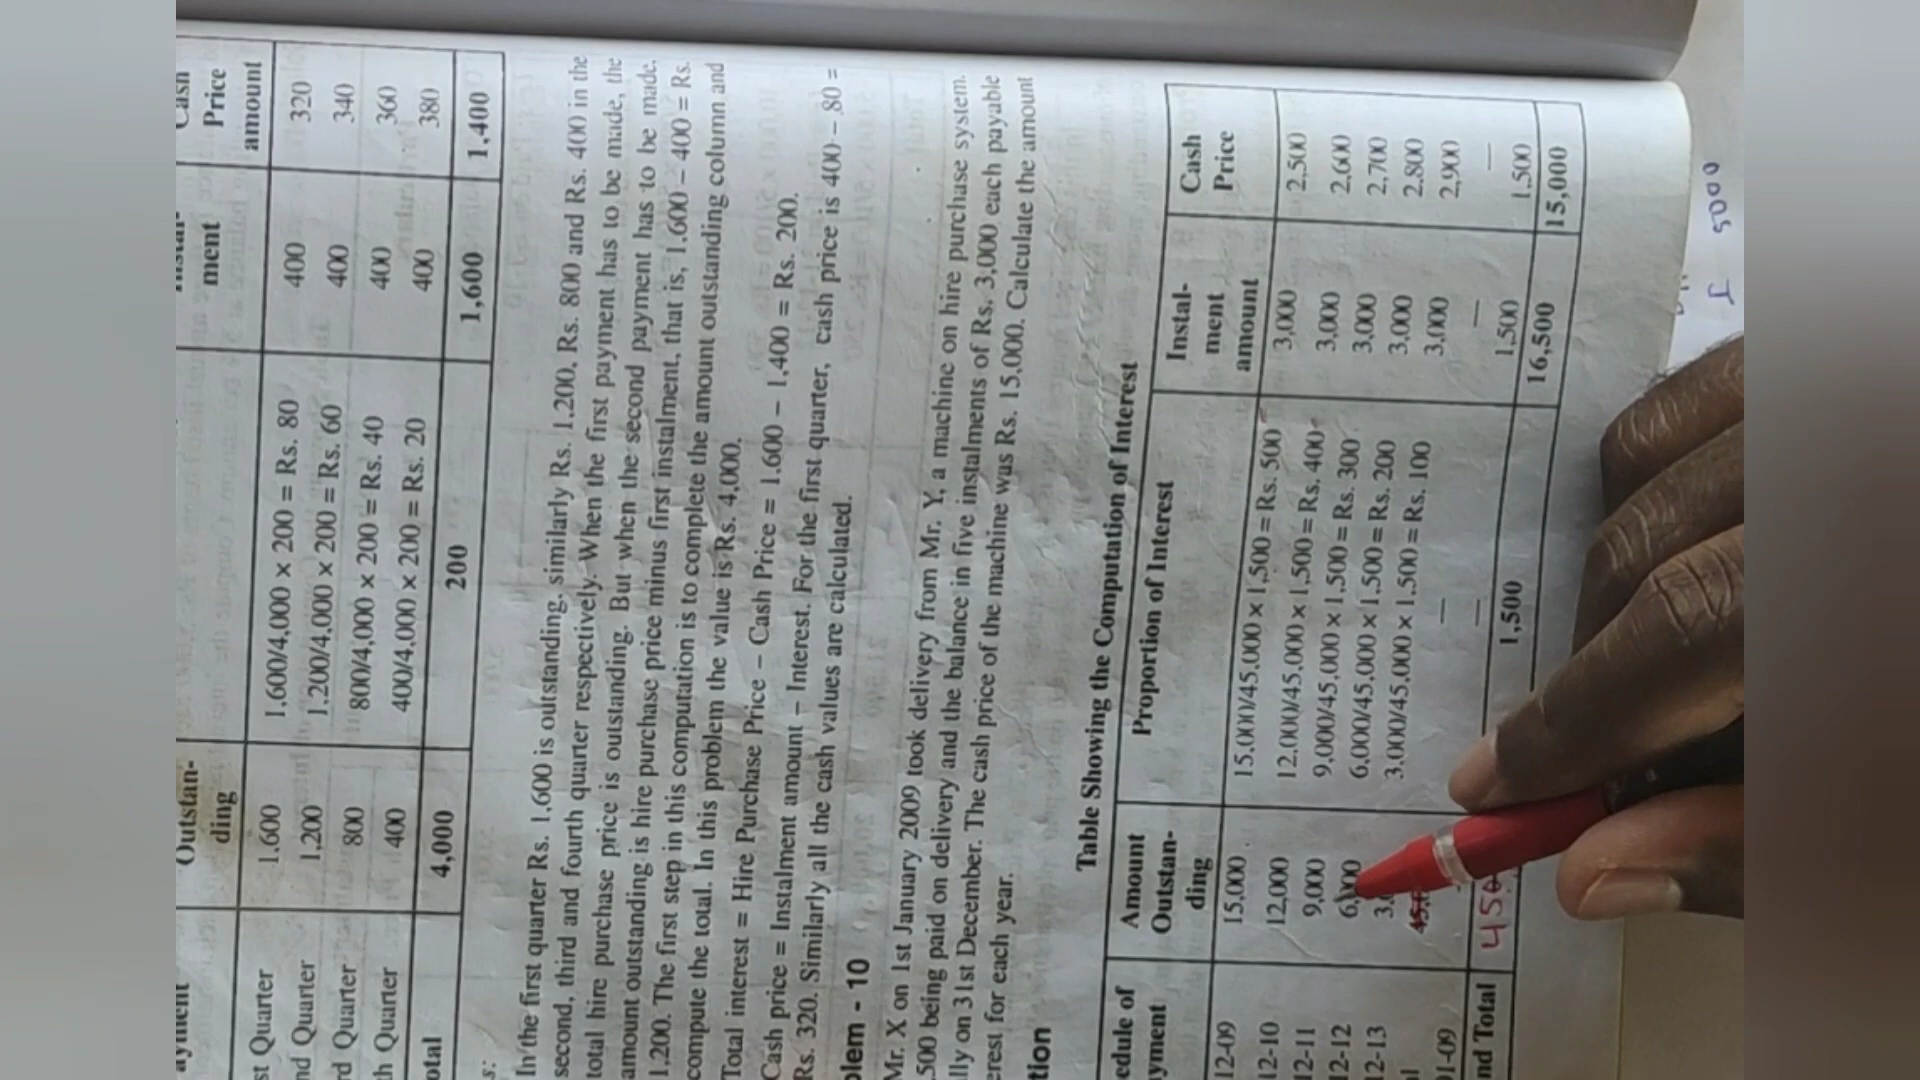 Outstan-
ding
ment
Cash
Price
amount
st Quarter 1,600 1,600/4,000 × 200 = Rs. 80 400 320
nd Quarter 1,200 1,200/4,000 × 200 = Rs. 60 400 340
rd Quarter 800 800/4,000 × 200 = Rs. 40 400 360
th Quarter 400 400/4,000 × 200 = Rs. 20 400 380
otal 4,000 200 1,600 1,400
s:
In the first quarter Rs. 1,600 is outstanding. similarly Rs. 1.200, Rs. 800 and Rs. 400 in the
second, third and fourth quarter respectively. When the first payment has to be made, the
total hire purchase price is outstanding. But when the second payment has to be made,
amount outstanding is hire purchase price minus first instalment, that is, 1.600 – 400 = Rs.
1,200. The first step in this computation is to complete the amount outstanding column and
compute the total. In this problem the value is Rs. 4,000.
Total interest = Hire Purchase Price – Cash Price = 1.600 – 1,400 = Rs. 200.
Cash price = Instalment amount – Interest. For the first quarter, cash price is 400 – 80 =
Rs. 320. Similarly all the cash values are calculated.
blem - 10
Mr. X on 1st January 2009 took delivery from Mr. Y, a machine on hire purchase system.
,500 being paid on delivery and the balance in five instalments of Rs. 3,000 each payable
lly on 31st December. The cash price of the machine was Rs. 15,000. Calculate the amount
erest for each year.
tion
Table Showing the Computation of Interest
edule of
yment
Amount
Outstan-
ding
Proportion of Interest
Instal-
ment
amount
Cash
Price
12-09 15,000 15,000/45,000 × 1,500 = Rs. 500 3,000 2,500
12-10 12,000 12,000/45,000 × 1,500 = Rs. 400 3,000 2,600
12-11 9,000 9,000/45,000 × 1,500 = Rs. 300 3,000 2,700
12-12 6,000 6,000/45,000 × 1,500 = Rs. 200 3,000 2,800
12-13 3,000/45,000 × 1,500 = Rs. 100 3,000 2,900
— — —
01-09 — 1,500 1,500
nd Total 1,500 16,500 15,000
I 5000